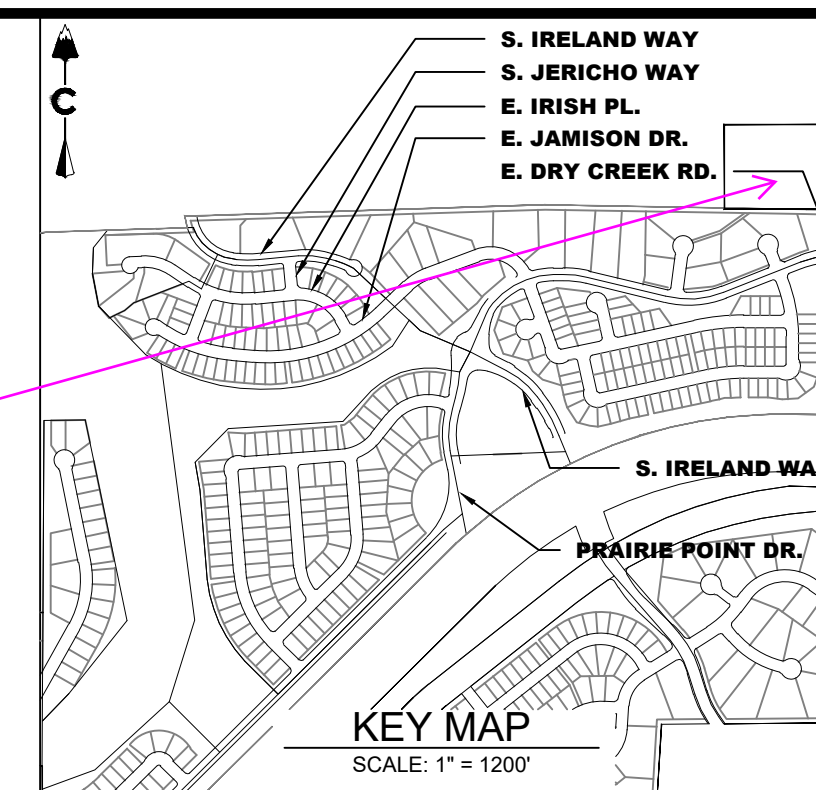 S. IRELAND WAY
S. JERICHO WAY
C
E. IRISH PL.
E. JAMISON DR.
E. DRY CREEK RD.
S. IRELAND WA
PRAIRIE POINT DR.
KEY MAP
SCALE: 1" = 1200'